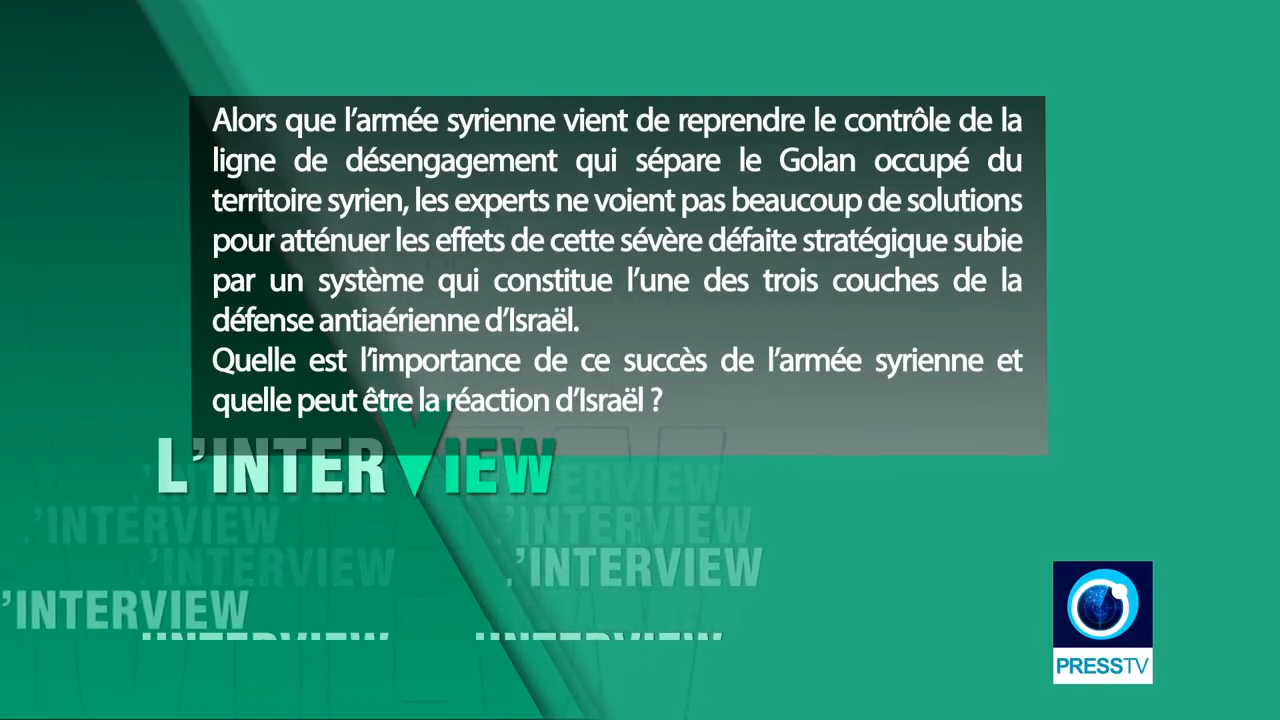 Alors que l'armée syrienne vient de reprendre le contrôle de la
ligne de désengagement qui sépare le Golan occupé du
territoire syrien, les experts ne voient pas beaucoup de solutions
pour atténuer les effets de cette sévère défaite stratégique subie
par un système qui constitue l'une des trois couches de la
défense antiaérienne d'Israël.
Quelle est l'importance de ce succès de l'armée syrienne et
quelle peut être la réaction d'Israël ?
L'INTERVIEW
'INTERVIEW
'INTERVIEW
'INTERVIEW
'INTERVIEW
'INTERVIEW
PRESSTV